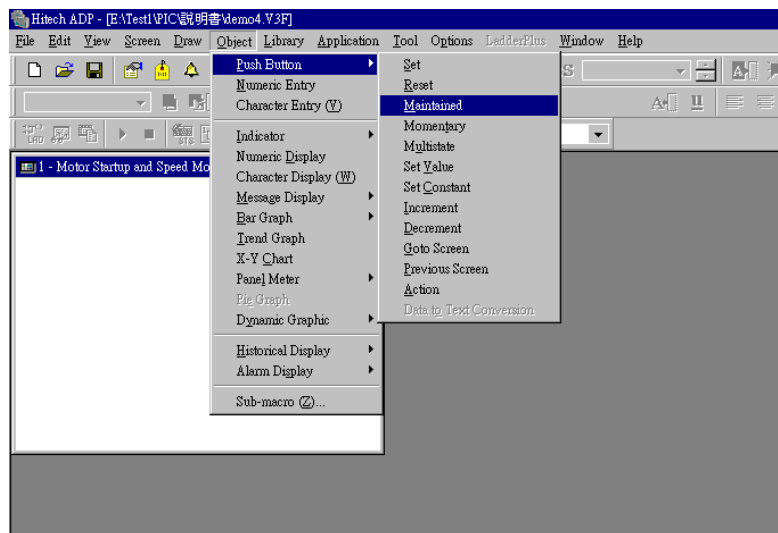 Hitech ADP - [E:\Test1\PIC\說明書\demo4.V3F]
File Edit View Screen Draw Object Library Application Tool Options LadderPlus Window Help
Push Button
Numeric Entry
Character Entry (V)
Indicator
Numeric Display
Character Display (W)
Message Display
Bar Graph
Trend Graph
X-Y Chart
Panel Meter
Pie Graph
Dynamic Graphic
Historical Display
Alarm Display
Sub-macro (Z)...
Set
Reset
Maintained
Momentary
Multistate
Set Value
Set Constant
Increment
Decrement
Goto Screen
Previous Screen
Action
Data to Text Conversion
S
A
U
LAD
STS
1 - Motor Startup and Speed Mo